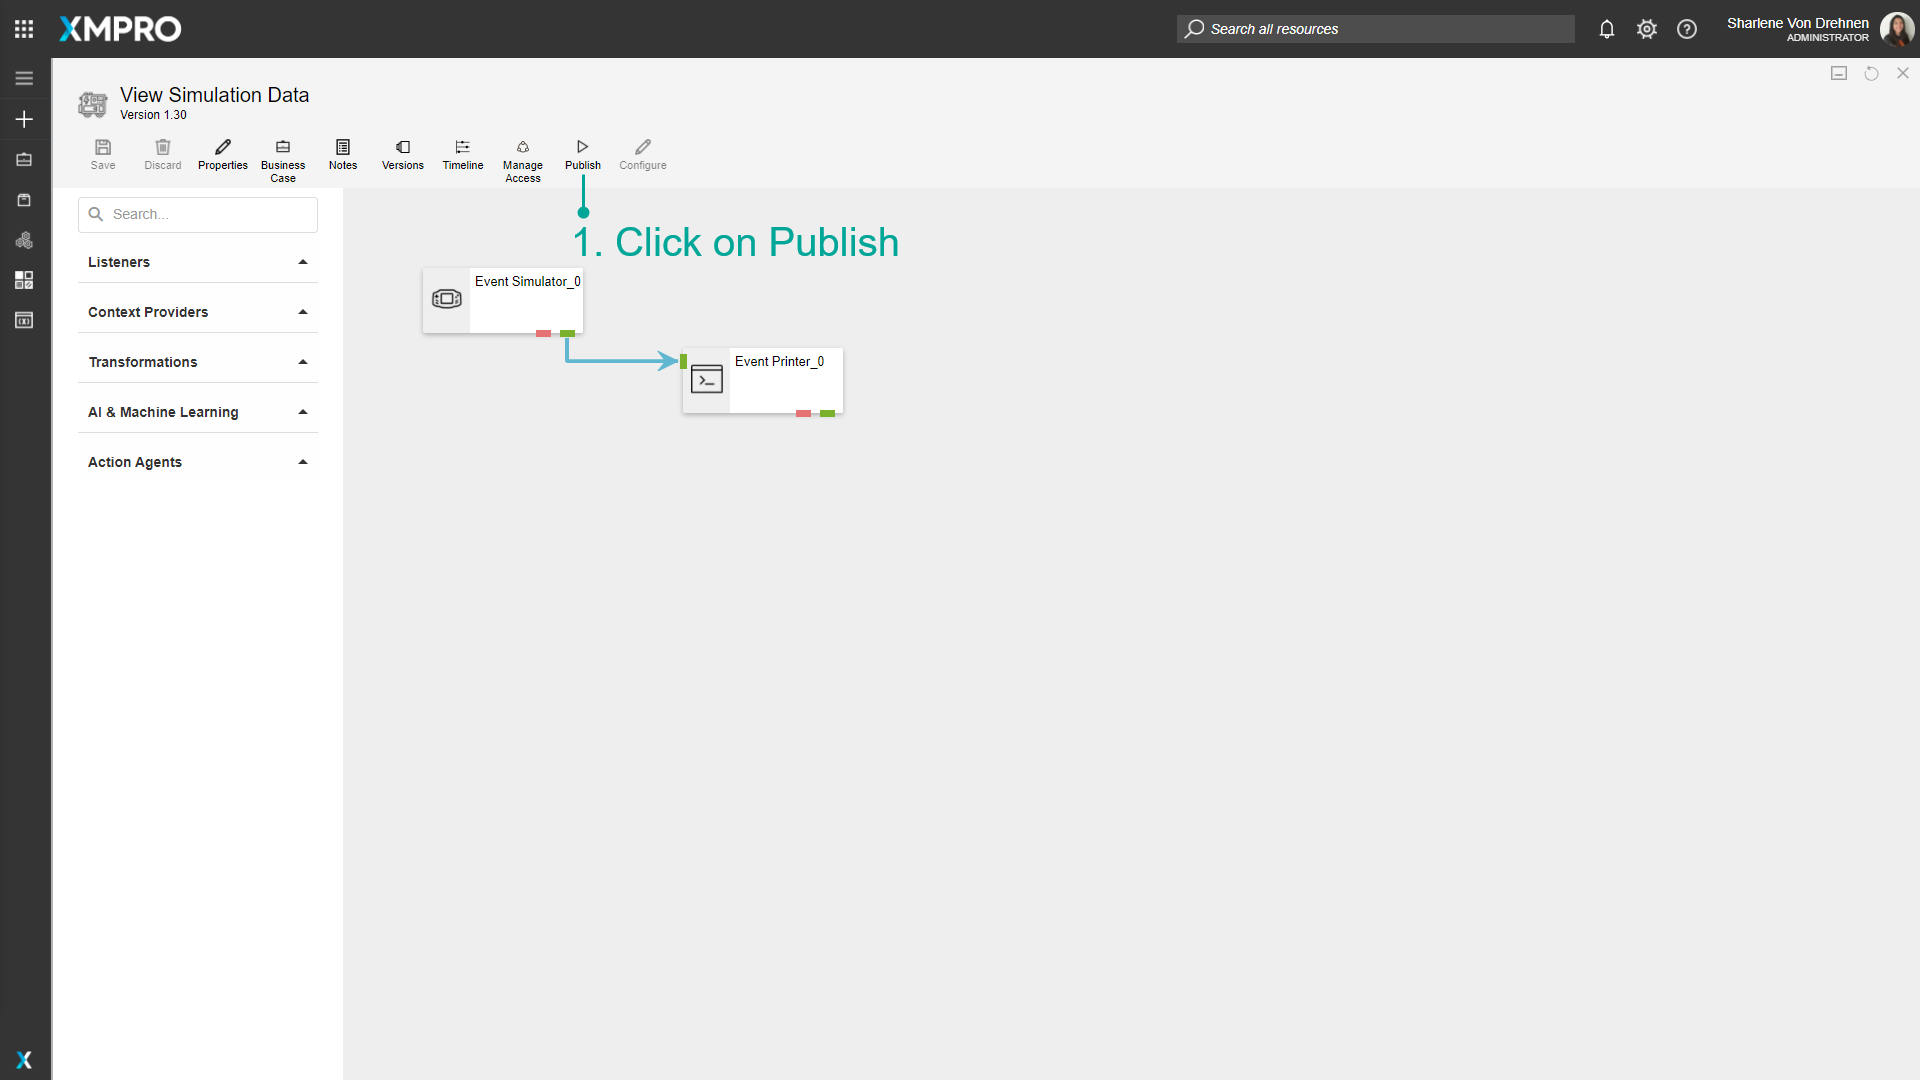 XMPRO
Search all resources
Sharlene Von Drehnen
ADMINISTRATOR
View Simulation Data
Version 1.30
Save
Discard
Properties
Business
Case
Notes
Versions
Timeline
Manage
Access
Publish
Configure
Search...
1. Click on Publish
Listeners
Context Providers
Transformations
AI & Machine Learning
Action Agents
Event Simulator_0
Event Printer_0